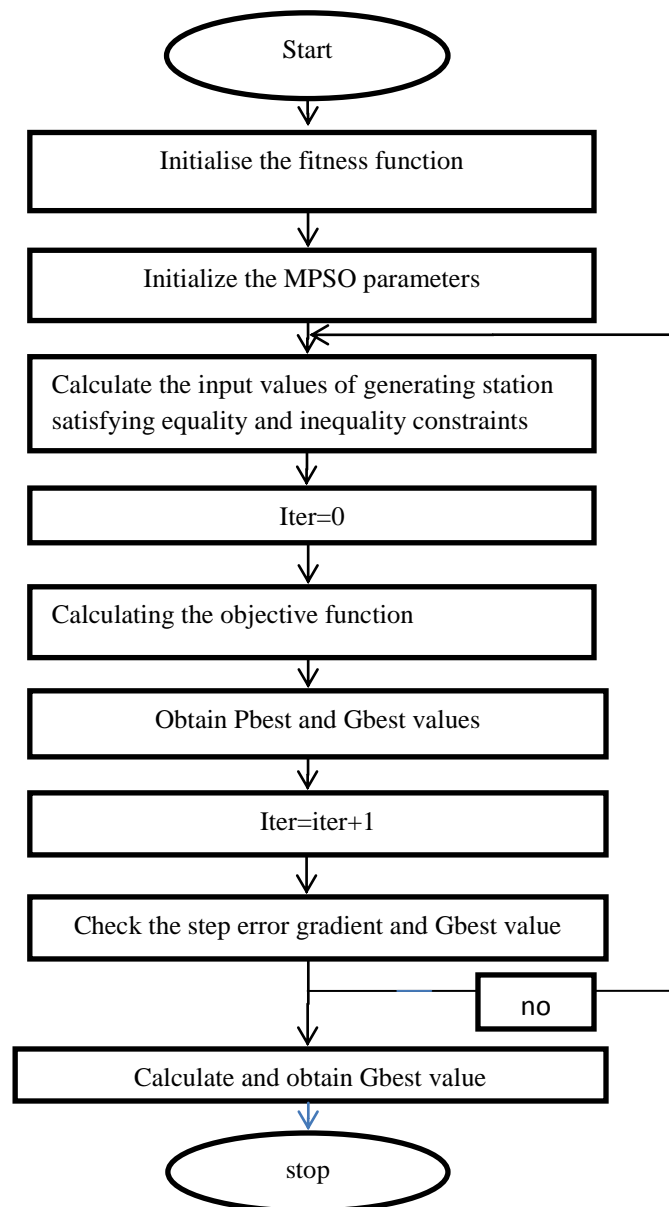 Start
Initialise the fitness function
Initialize the MPSO parameters
Calculate the input values of generating station
satisfying equality and inequality constraints
Iter=0
Calculating the objective function
Obtain Pbest and Gbest values
Iter=iter+1
Check the step error gradient and Gbest value
no
Calculate and obtain Gbest value
stop